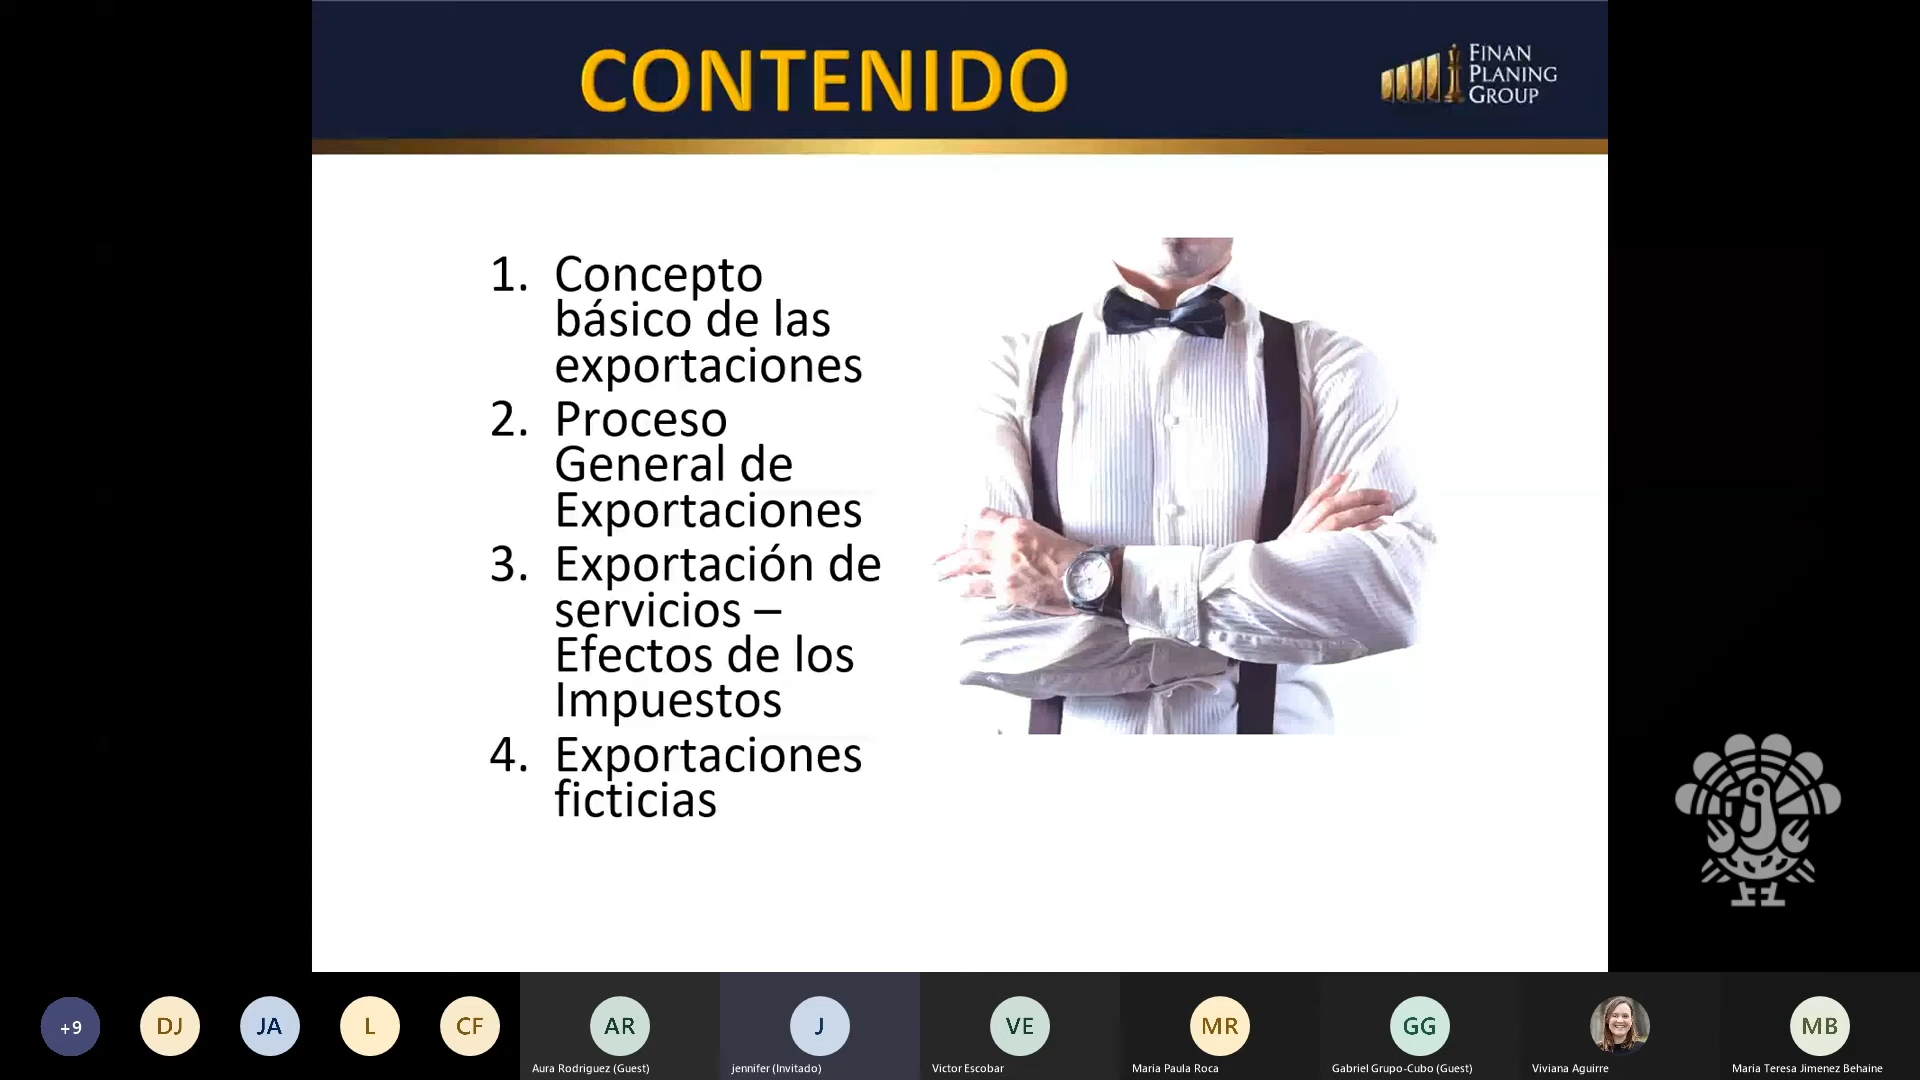 CONTENIDO
FINAN
PLANING
GROUP
1. Concepto
básico de las
exportaciones
2. Proceso
General de
Exportaciones
3. Exportación de
servicios –
Efectos de los
Impuestos
4. Exportaciones
ficticias
+9
DJ
JA
L
CF
AR
J
VE
MR
GG
MB
Aura Rodriguez (Guest)
jennifer (Invitado)
Victor Escobar
Maria Paula Roca
Gabriel Grupo-Cubo (Guest)
Viviana Aguirre
Maria Teresa Jimenez Behaine